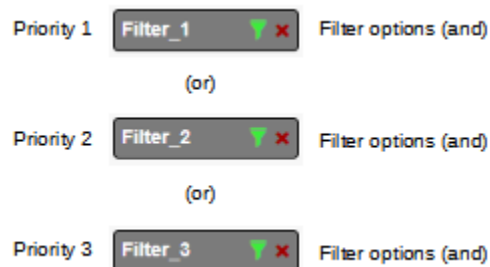 Priority 1 Filter_1 Filter options (and)
(or)
Priority 2 Filter_2 Filter options (and)
(or)
Priority 3 Filter_3 Filter options (and)